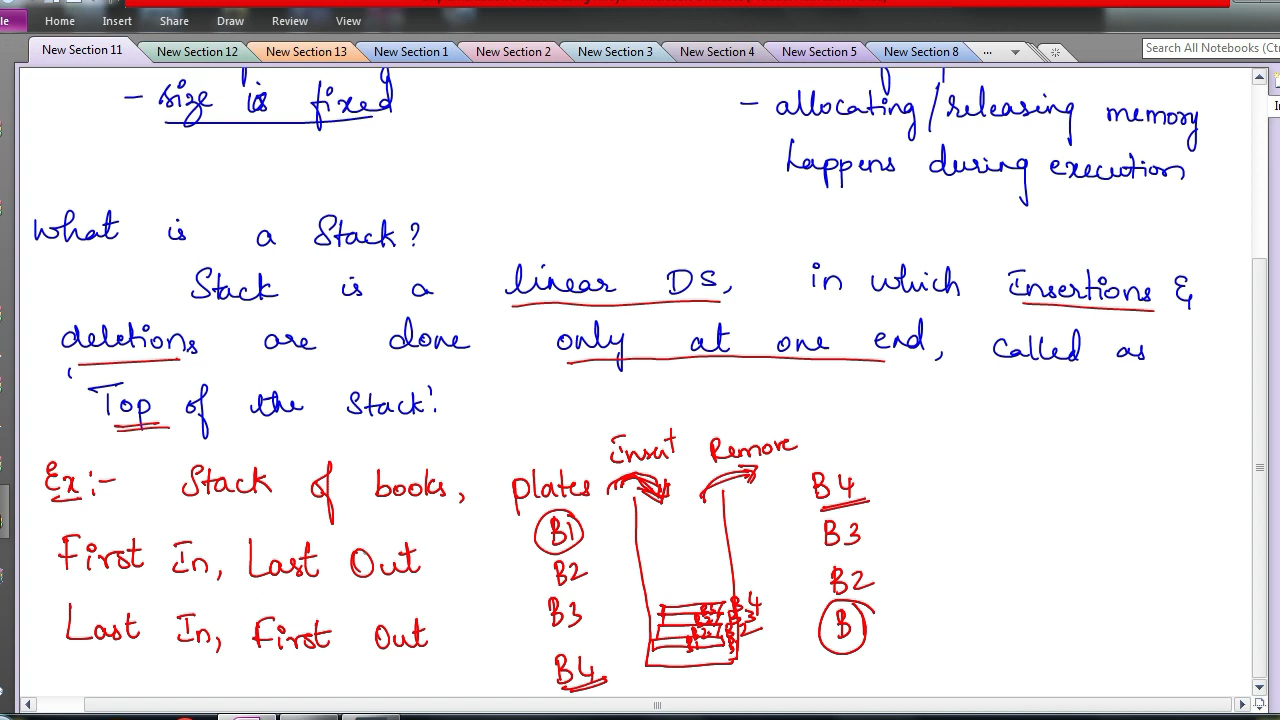 Home Insert Share Draw Review View
New Section 11 New Section 12 New Section 13 New Section 1 New Section 2 New Section 3 New Section 4 New Section 5 New Section 8 ... Search All Notebooks (Ct
- size is fixed
- allocating/releasing memory
happens during execution
What is a Stack?
Stack is a linear DS, in which Insertions &
deletions are done only at one end, called as
'Top of the Stack'.
Ex:- Stack of books, plates
Insert Remove
First In, Last Out
Last In, First Out
B1
B2
B3
B4
B4
B3
B2
B